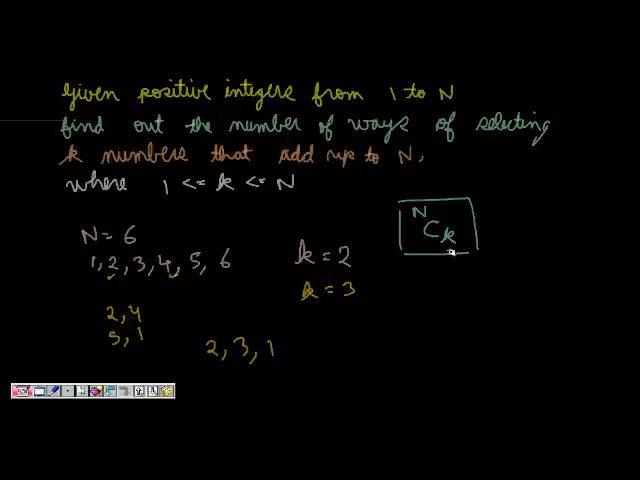 Given positive integers from 1 to N
find out the number of ways of selecting
k numbers that add up to N,
where 1 <= k <= N
N = 6
1, 2, 3, 4, 5, 6
k = 2
k = 3
N C k
2, 4
5, 1
2, 3, 1